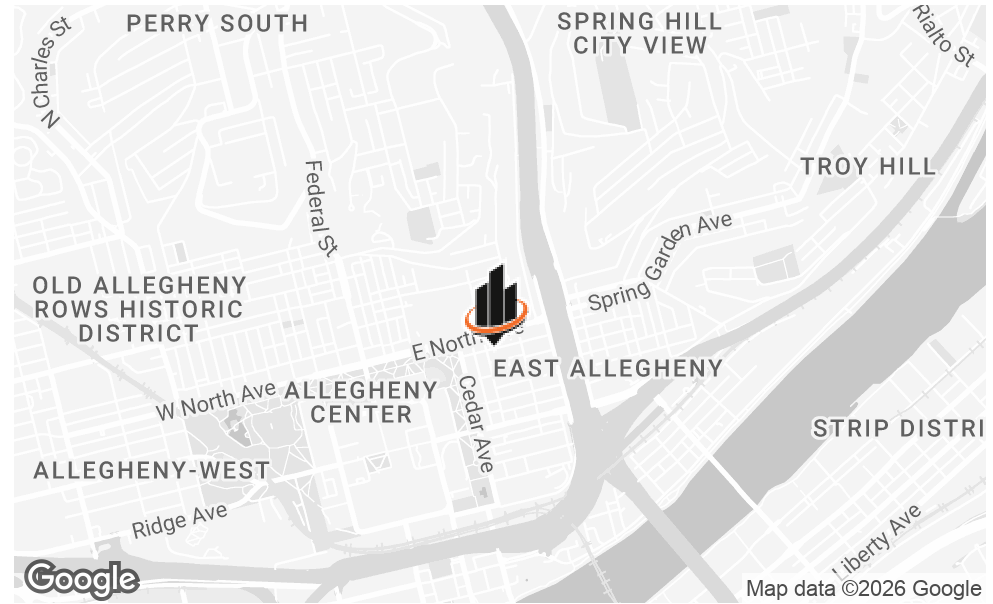 PERRY SOUTH
SPRING HILL
CITY VIEW
Rialto St
N Charles St
TROY HILL
Federal St
Spring Garden Ave
OLD ALLEGHENY
ROWS HISTORIC
DISTRICT
E North
EAST ALLEGHENY
W North Ave
ALLEGHENY
CENTER
Cedar Ave
STRIP DISTRI
ALLEGHENY-WEST
Ridge Ave
Liberty Ave
Google
Map data ©2026 Google